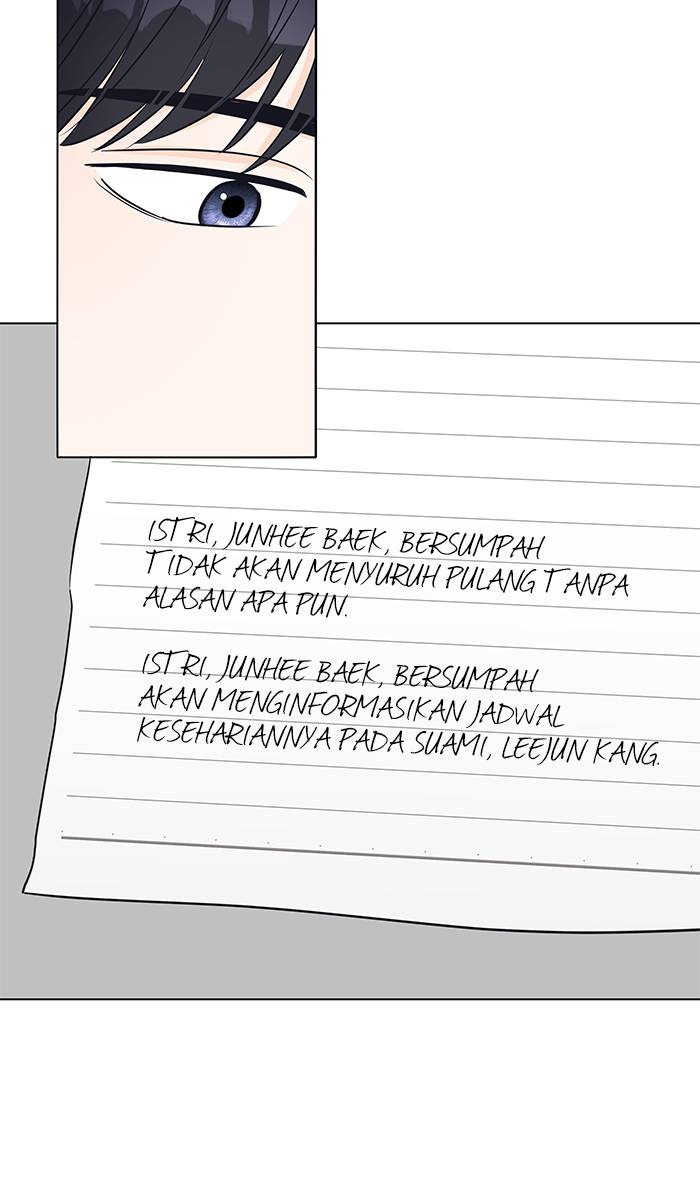 ISTRI, JUNHEE BAEK, BERSUMPAH
TIDAK AKAN MENYURUH PULANG TANPA
ALASAN APA PUN.
ISTRI, JUNHEE BAEK, BERSUMPAH
AKAN MENGINFORMASIKAN JADWAL
KESEHARIANNYA PADA SUAMI, LEEJUN KANG.